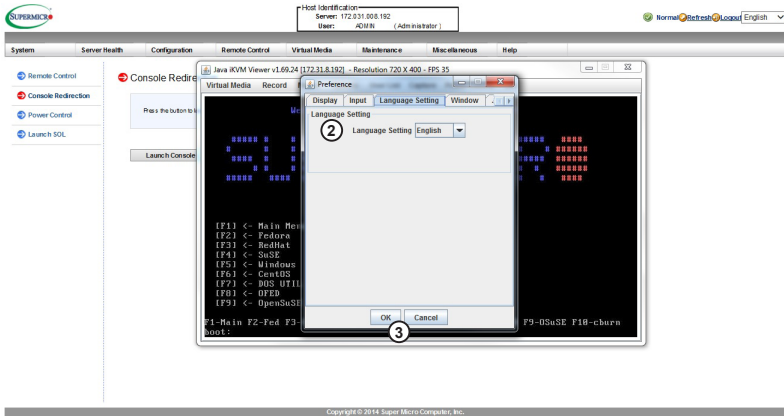 SUPERMICR
Host Identification
Server: 172.031.008.192
User: ADMIN (Administrator)
Normal Refresh Logout English
System Server Health Configuration Remote Control Virtual Media Maintenance Miscellaneous Help
Remote Control
Console Redirection
Power Control
Launch SOL
Console Redire
Press the button to l
Launch Console
Java iKVM Viewer v1.69.24 [172.31.8.192] - Resolution 720 X 400 - FPS 35
Virtual Media Record
Preference
Display Input Language Setting Window
Language Setting
2 Language Setting English
We
[F1] <- Main Men
[F2] <- Fedora
[F3] <- RedHat
[F4] <- SuSE
[F5] <- Windows
[F6] <- CentOS
[F7] <- DOS UTIL
[F8] <- OFED
[F9] <- OpenSuSE
OK Cancel
3
F1-Main F2-Fed F3- F9-OSuSE F10-cburn
boot:
Copyright © 2014 Super Micro Computer, Inc.